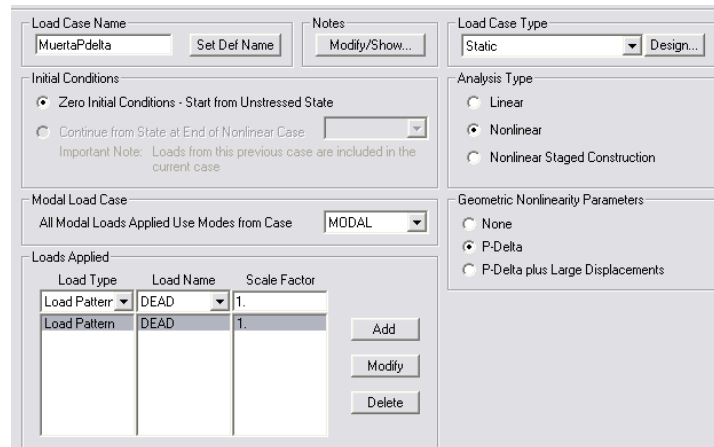 Load Case Name
MuertaPdelta
Set Def Name
Notes
Modify/Show...
Load Case Type
Static
Design...
Initial Conditions
Zero Initial Conditions - Start from Unstressed State
Continue from State at End of Nonlinear Case
Important Note: Loads from this previous case are included in the
current case
Analysis Type
Linear
Nonlinear
Nonlinear Staged Construction
Modal Load Case
All Modal Loads Applied Use Modes from Case
MODAL
Geometric Nonlinearity Parameters
None
P-Delta
P-Delta plus Large Displacements
Loads Applied
Load Type Load Name Scale Factor
Load Pattern DEAD 1.
Load Pattern DEAD 1.
Add
Modify
Delete